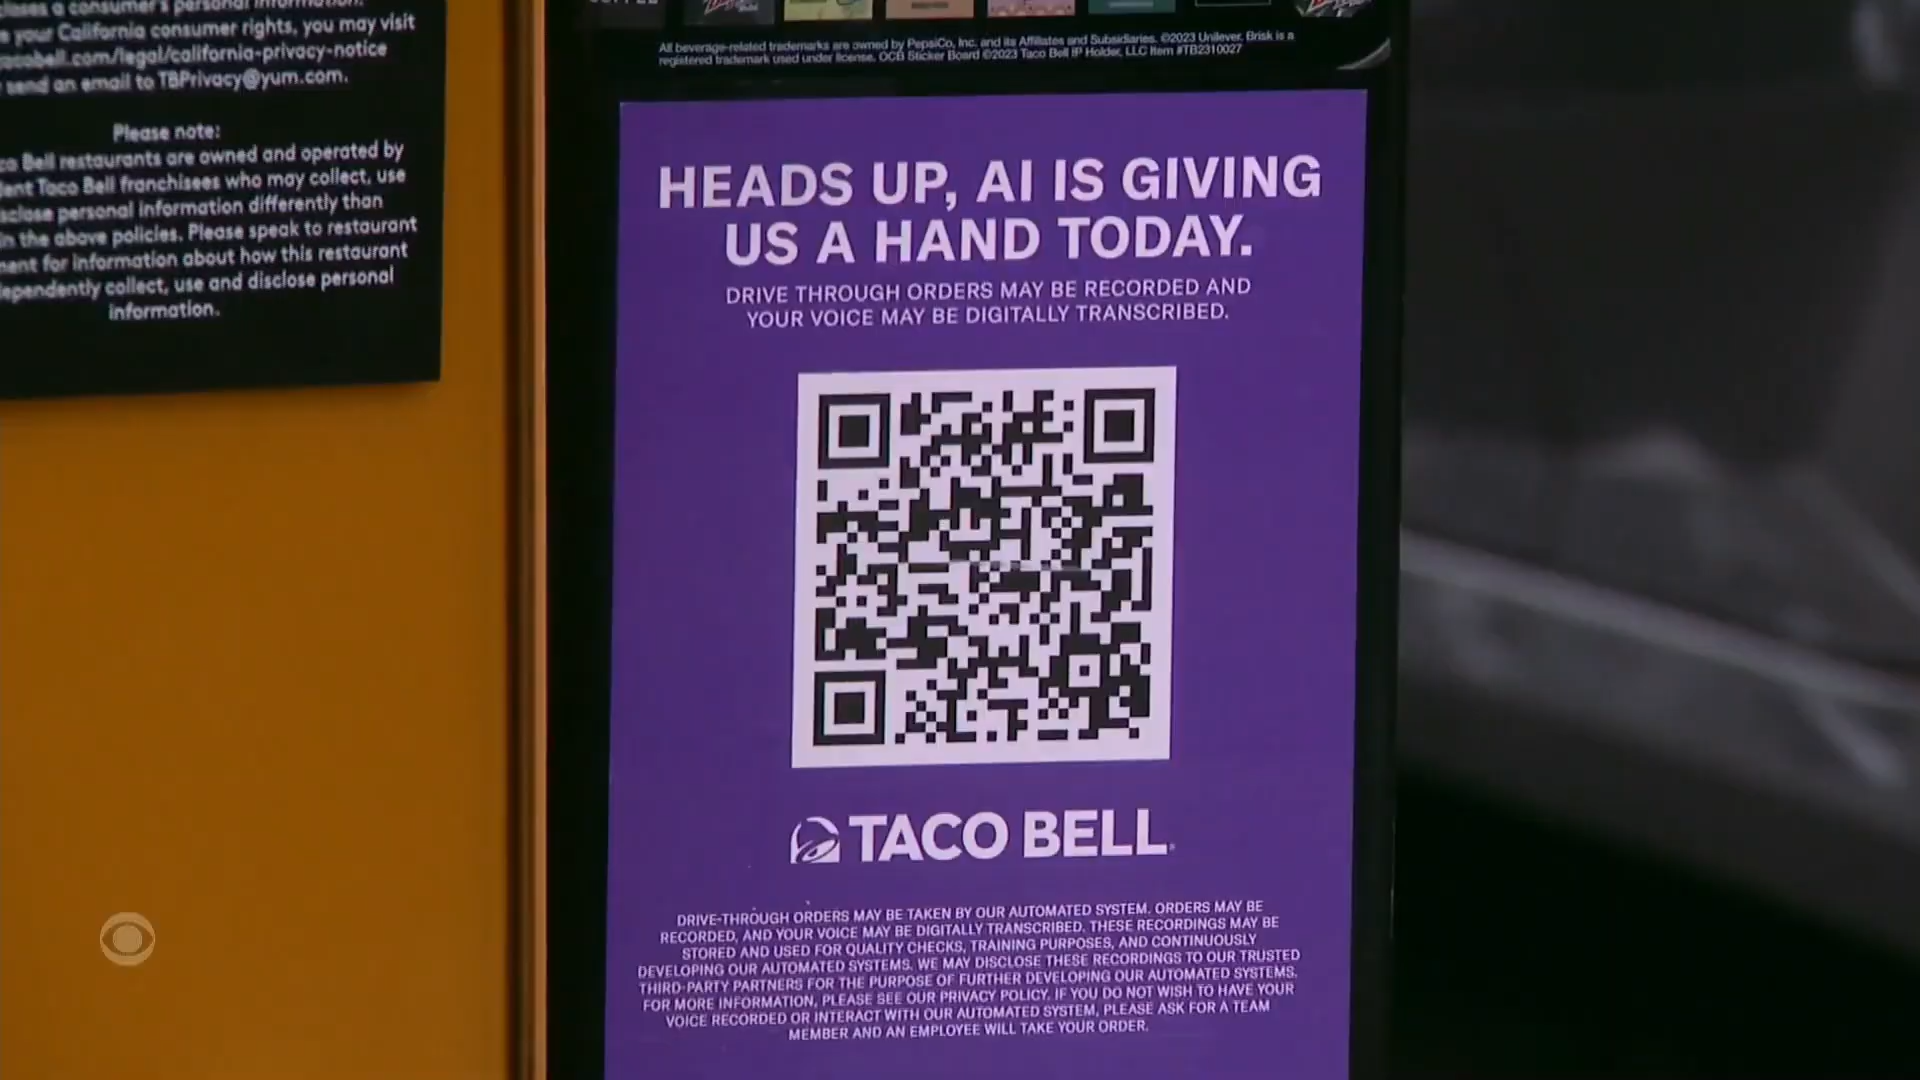 a consumer's personal information.
your California consumer rights, you may visit
tacobell.com/legal/california-privacy-notice
send an email to TBPrivacy@yum.com.
Please note:
co Bell restaurants are owned and operated by
ent Taco Bell franchisees who may collect, use
sclose personal information differently than
in the above policies. Please speak to restaurant
ment for information about how this restaurant
ependently collect, use and disclose personal
information.
All beverage-related trademarks are owned by PepsiCo, Inc. and its Affiliates and Subsidiaries. ©2023 Unilever. Brisk is a
registered trademark used under license. OCB Sticker Board ©2023 Taco Bell IP Holder, LLC Item #TB2310027
HEADS UP, AI IS GIVING
US A HAND TODAY.
DRIVE THROUGH ORDERS MAY BE RECORDED AND
YOUR VOICE MAY BE DIGITALLY TRANSCRIBED.
TACO BELL
DRIVE-THROUGH ORDERS MAY BE TAKEN BY OUR AUTOMATED SYSTEM. ORDERS MAY BE
RECORDED, AND YOUR VOICE MAY BE DIGITALLY TRANSCRIBED. THESE RECORDINGS MAY BE
STORED AND USED FOR QUALITY CHECKS, TRAINING PURPOSES, AND CONTINUOUSLY
DEVELOPING OUR AUTOMATED SYSTEMS. WE MAY DISCLOSE THESE RECORDINGS TO OUR TRUSTED
THIRD-PARTY PARTNERS FOR THE PURPOSE OF FURTHER DEVELOPING OUR AUTOMATED SYSTEMS.
FOR MORE INFORMATION, PLEASE SEE OUR PRIVACY POLICY. IF YOU DO NOT WISH TO HAVE YOUR
VOICE RECORDED OR INTERACT WITH OUR AUTOMATED SYSTEM, PLEASE ASK FOR A TEAM
MEMBER AND AN EMPLOYEE WILL TAKE YOUR ORDER.